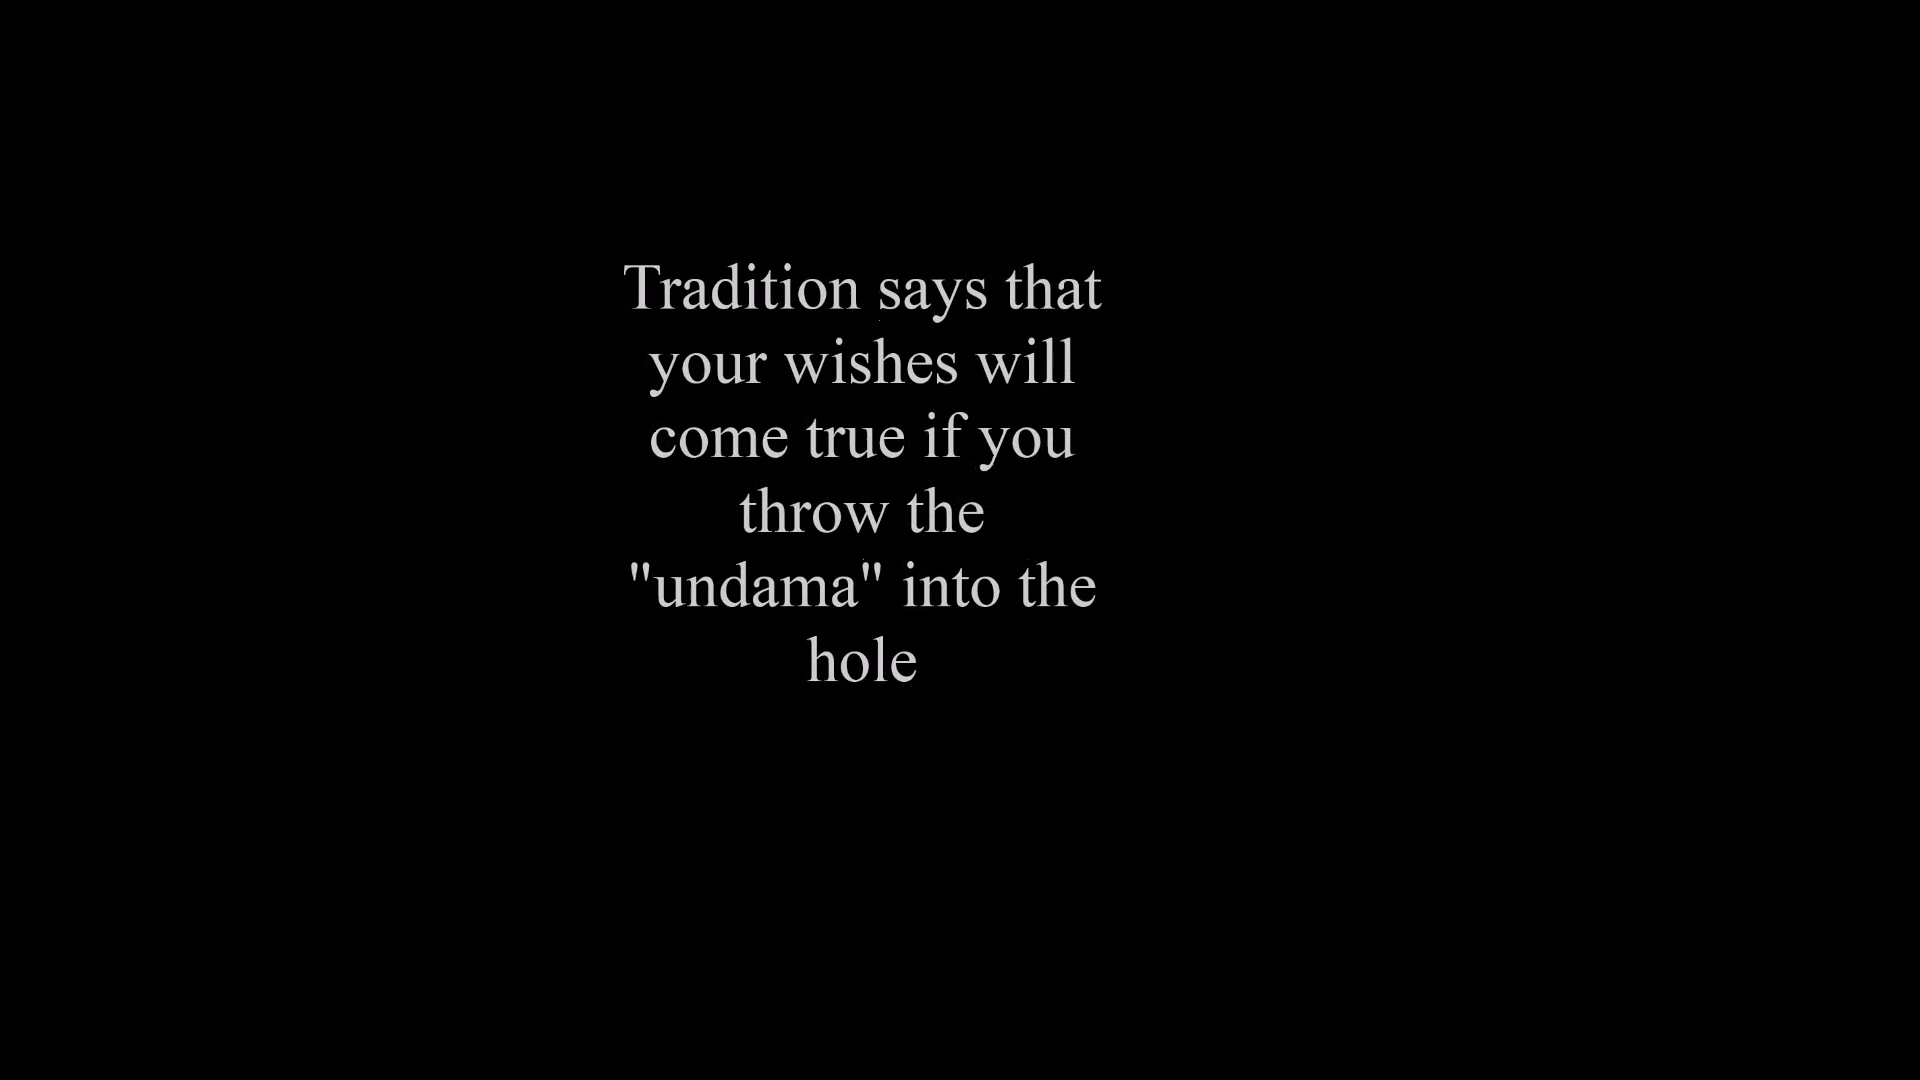 Tradition says that
your wishes will
come true if you
throw the
"undama" into the
hole